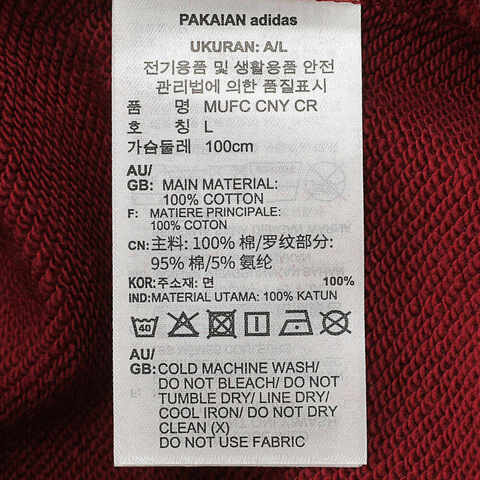 PAKAIAN adidas
UKURAN: A/L
전기용품 및 생활용품 안전
관리법에 의한 품질표시
품 명 MUFC CNY CR
호 칭 L
가슴둘레 100cm
AU/
GB: MAIN MATERIAL:
100% COTTON
F: MATIERE PRINCIPALE:
100% COTON
CN: 主料: 100% 棉/罗纹部分:
95% 棉/5% 氨纶
KOR: 주소재: 면 100%
IND: MATERIAL UTAMA: 100% KATUN
40
AU/
GB: COLD MACHINE WASH/
DO NOT BLEACH/ DO NOT
TUMBLE DRY/ LINE DRY/
COOL IRON/ DO NOT DRY
CLEAN (X)
DO NOT USE FABRIC